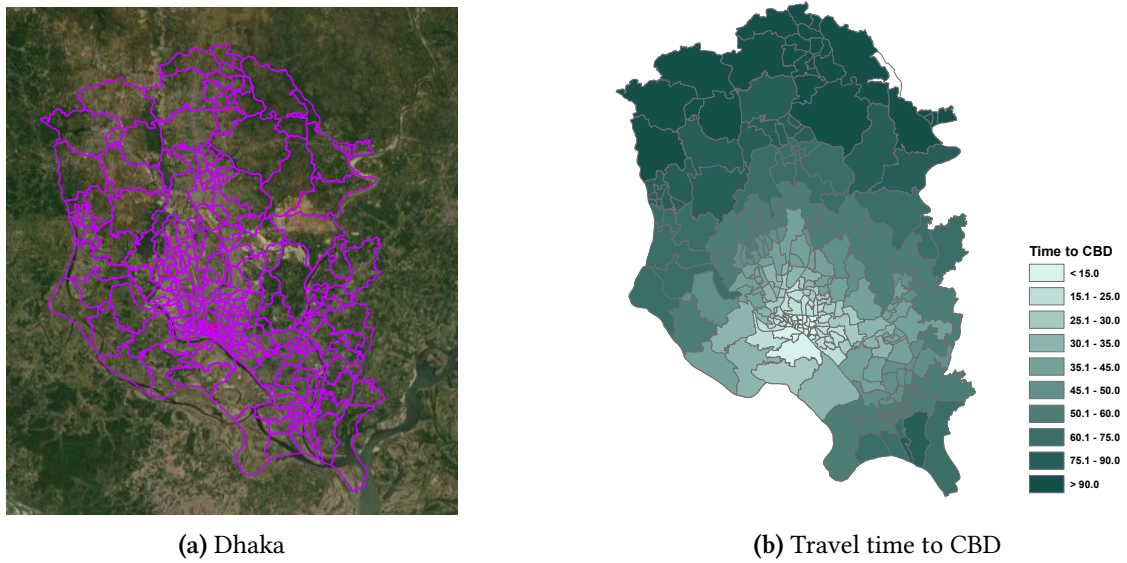 Time to CBD
< 15.0
15.1 - 25.0
25.1 - 30.0
30.1 - 35.0
35.1 - 45.0
45.1 - 50.0
50.1 - 60.0
60.1 - 75.0
75.1 - 90.0
> 90.0
(a) Dhaka
(b) Travel time to CBD